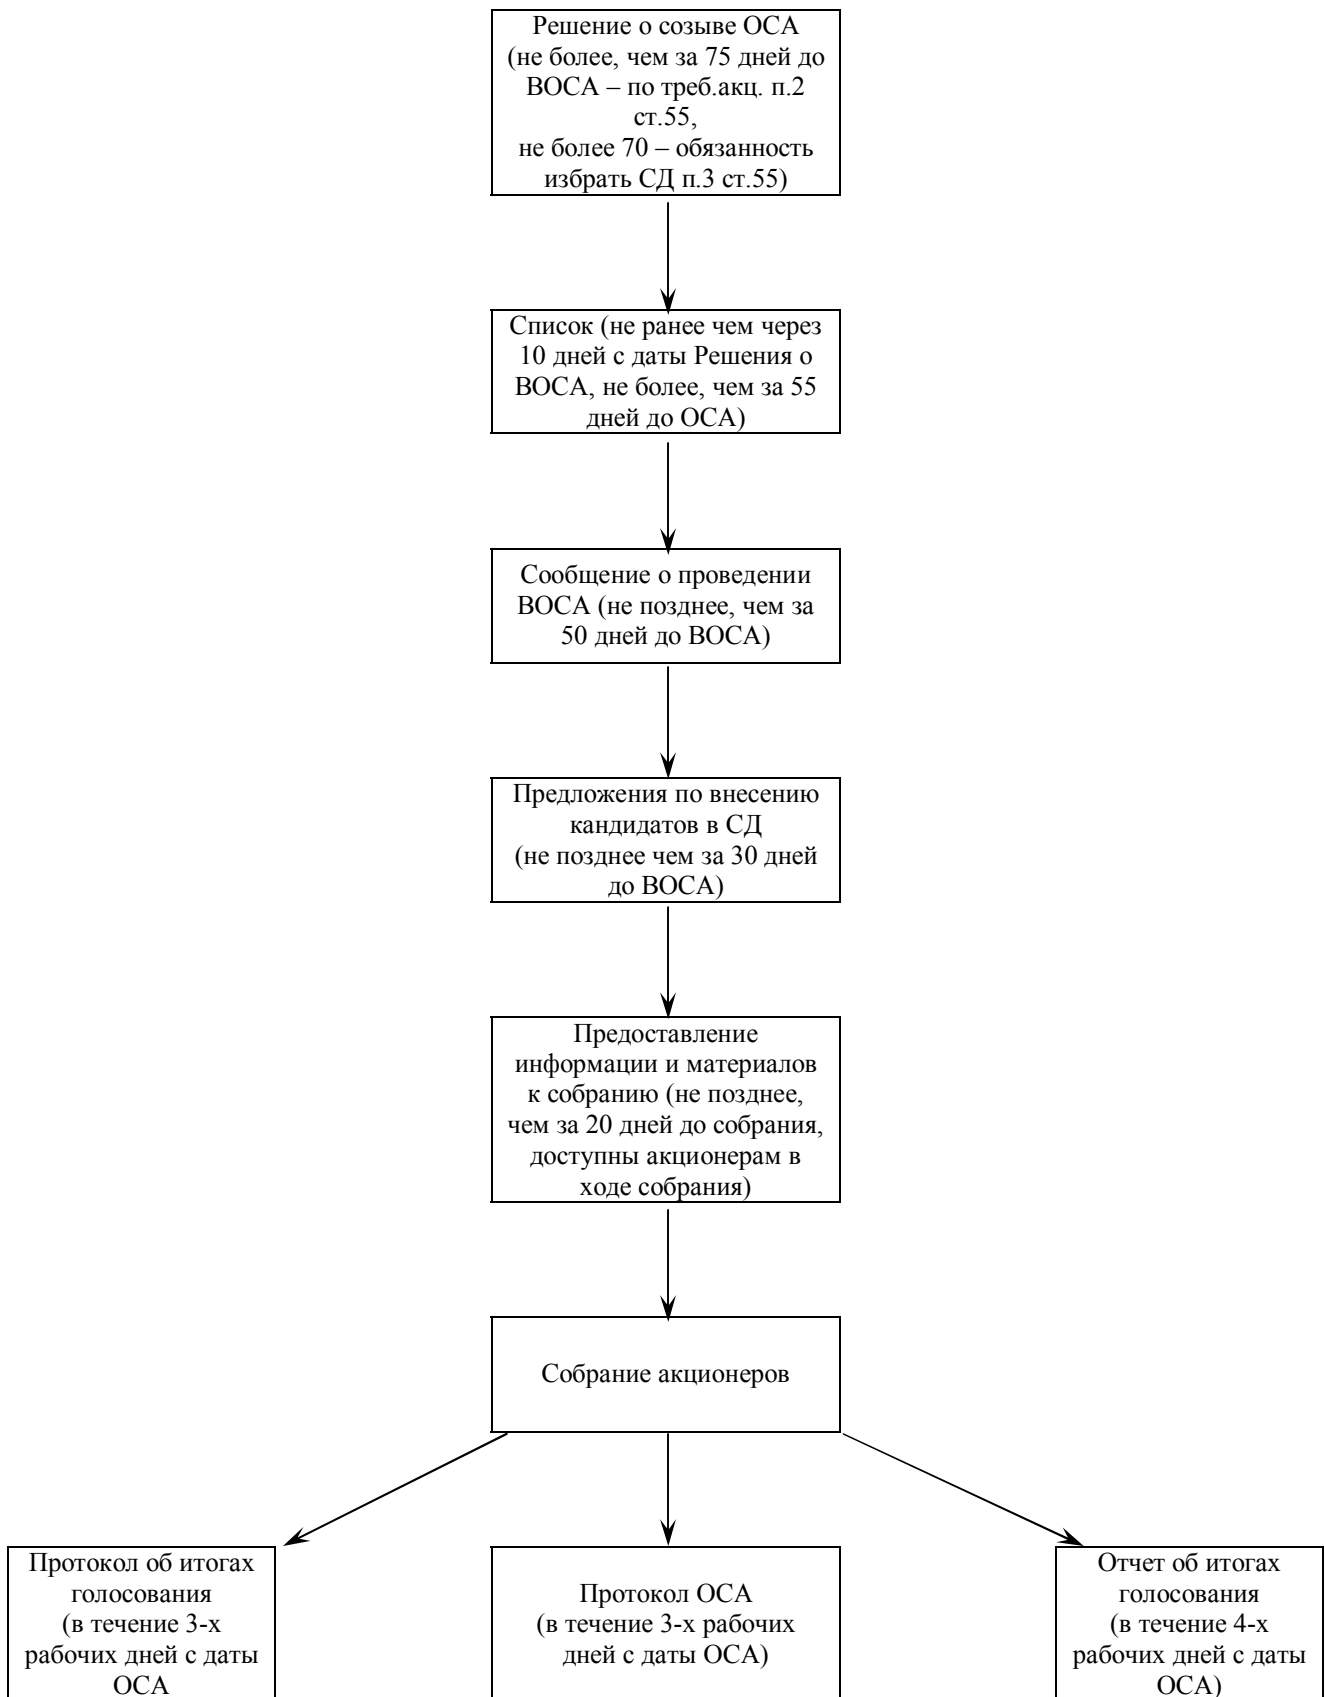 Решение о созыве ОСА
(не более, чем за 75 дней до
ВОСА – по треб.акц. п.2
ст.55,
не более 70 – обязанность
избрать СД п.3 ст.55)
Список (не ранее чем через
10 дней с даты Решения о
ВОСА, не более, чем за 55
дней до ОСА)
Сообщение о проведении
ВОСА (не позднее, чем за
50 дней до ВОСА)
Предложения по внесению
кандидатов в СД
(не позднее чем за 30 дней
до ВОСА)
Предоставление
информации и материалов
к собранию (не позднее,
чем за 20 дней до собрания,
доступны акционерам в
ходе собрания)
Собрание акционеров
Протокол об итогах
голосования
(в течение 3-х
рабочих дней с даты
ОСА
Протокол ОСА
(в течение 3-х рабочих
дней с даты ОСА)
Отчет об итогах
голосования
(в течение 4-х
рабочих дней с даты
ОСА)